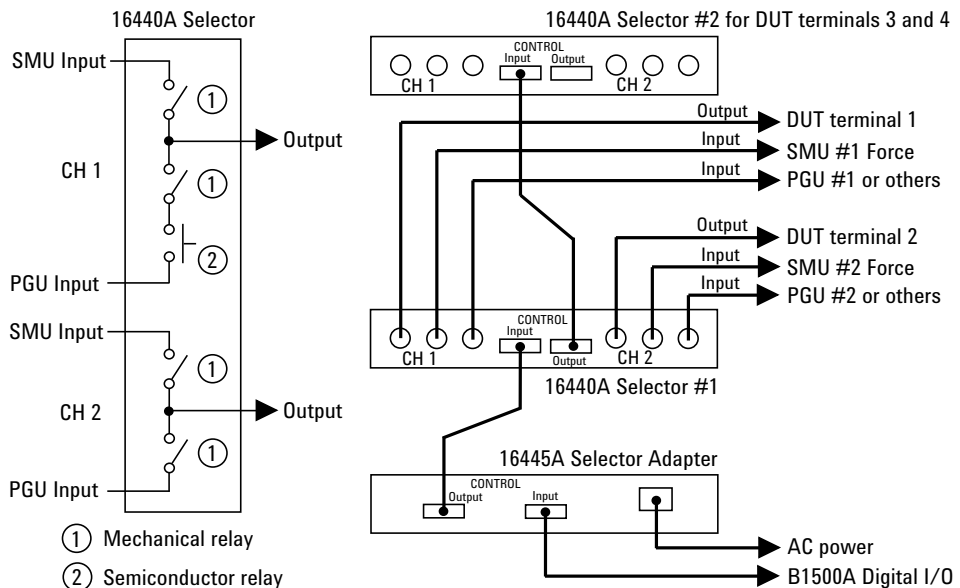 16440A Selector
SMU Input
1
Output
CH 1
1
2
PGU Input
SMU Input
1
CH 2
Output
1
PGU Input
1 Mechanical relay
2 Semiconductor relay
16440A Selector #2 for DUT terminals 3 and 4
CONTROL
Input Output
CH 1 CH 2
Output DUT terminal 1
Input SMU #1 Force
Input PGU #1 or others
Output DUT terminal 2
Input SMU #2 Force
Input PGU #2 or others
CONTROL
Input
CH 1 Output CH 2
16440A Selector #1
16445A Selector Adapter
CONTROL
Output Input
AC power
B1500A Digital I/O